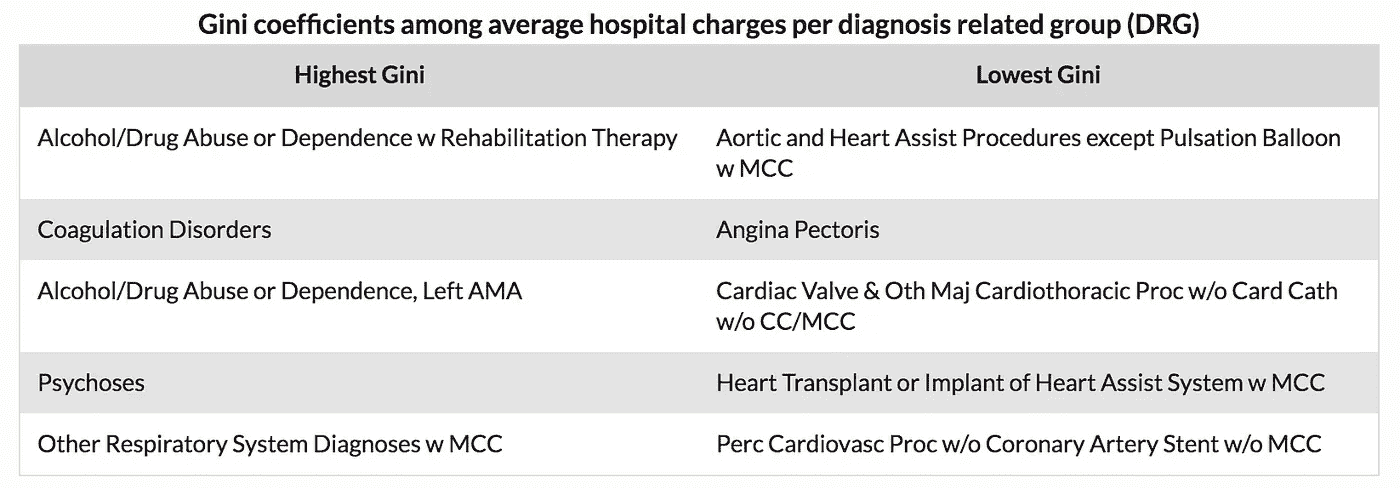 Gini coefficients among average hospital charges per diagnosis related group (DRG)
Highest Gini
Lowest Gini
Alcohol/Drug Abuse or Dependence w Rehabilitation Therapy
Aortic and Heart Assist Procedures except Pulsation Balloon
w MCC
Coagulation Disorders
Angina Pectoris
Alcohol/Drug Abuse or Dependence, Left AMA
Cardiac Valve & Oth Maj Cardiothoracic Proc w/o Card Cath
w/o CC/MCC
Psychoses
Heart Transplant or Implant of Heart Assist System w MCC
Other Respiratory System Diagnoses w MCC
Perc Cardiovasc Proc w/o Coronary Artery Stent w/o MCC